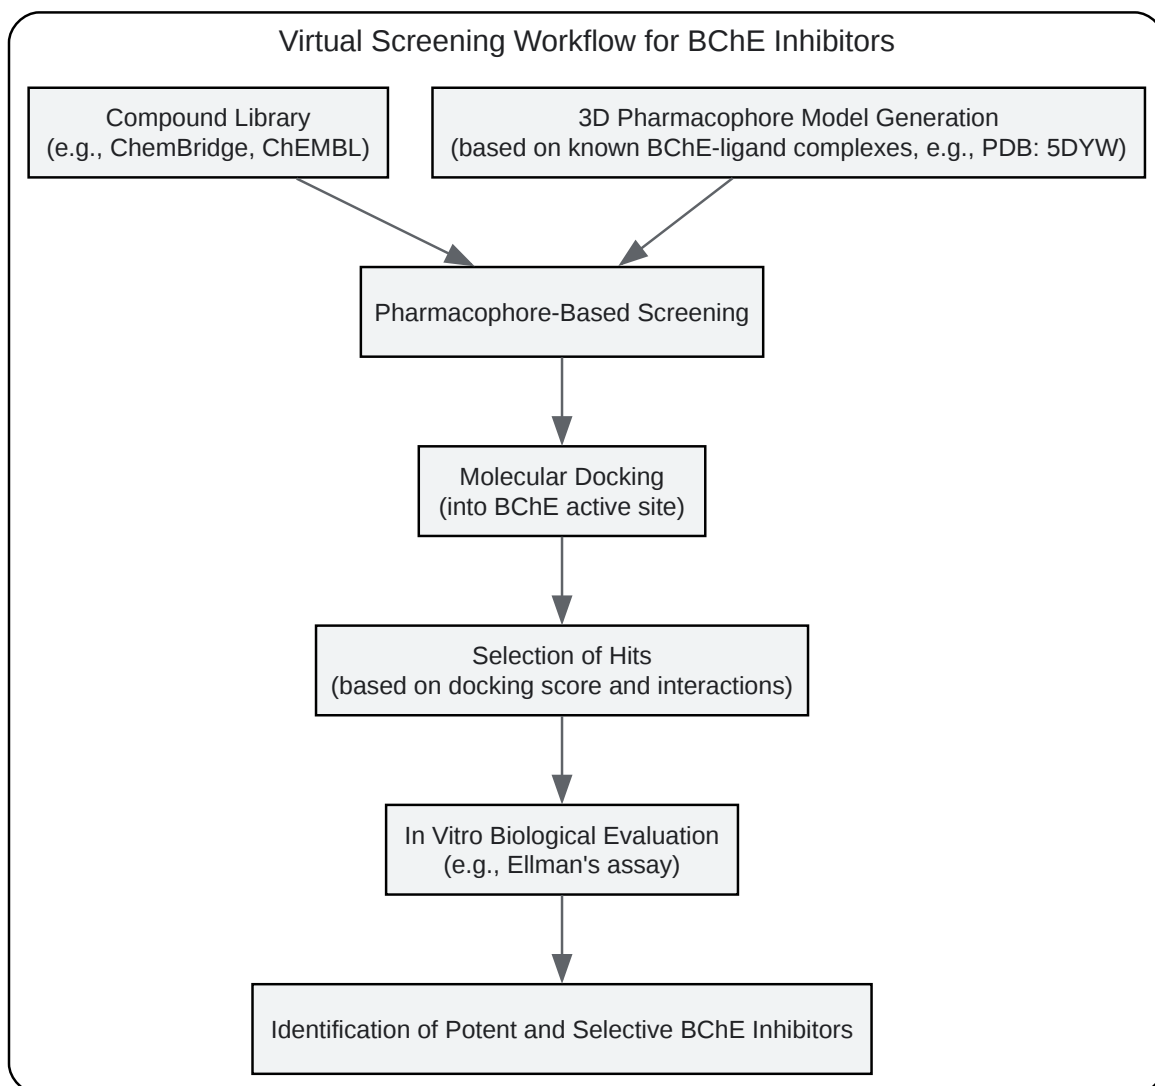 Virtual Screening Workflow for BChE Inhibitors
Compound Library
(e.g., ChemBridge, ChEMBL)
3D Pharmacophore Model Generation
(based on known BChE-ligand complexes, e.g., PDB: 5DYW)
Pharmacophore-Based Screening
Molecular Docking
(into BChE active site)
Selection of Hits
(based on docking score and interactions)
In Vitro Biological Evaluation
(e.g., Ellman's assay)
Identification of Potent and Selective BChE Inhibitors